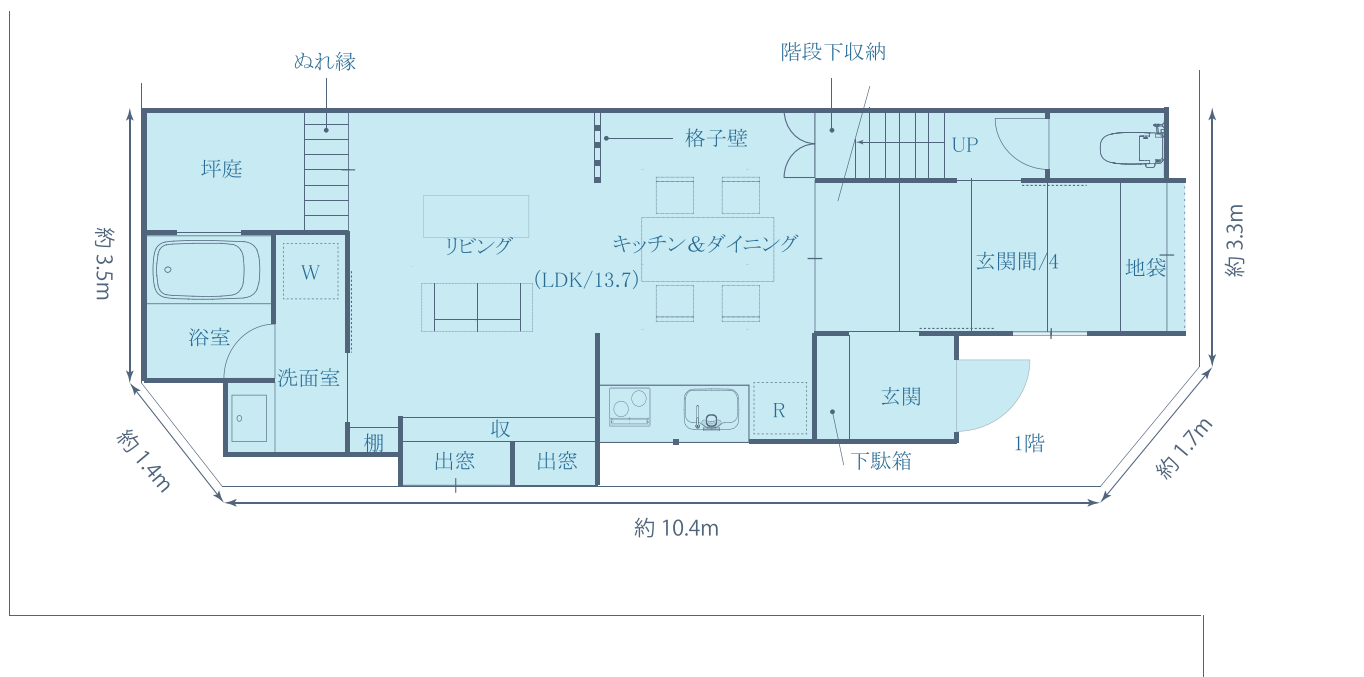 ぬれ縁
階段下収納
坪庭
格子壁
UP
約 3.5m
約 3.3m
リビング
キッチン＆ダイニング
(LDK/13.7)
玄関間/4
地袋
W
浴室
洗面室
玄関
R
収
棚
出窓
出窓
下駄箱
1階
約 1.4m
約 1.7m
約 10.4m